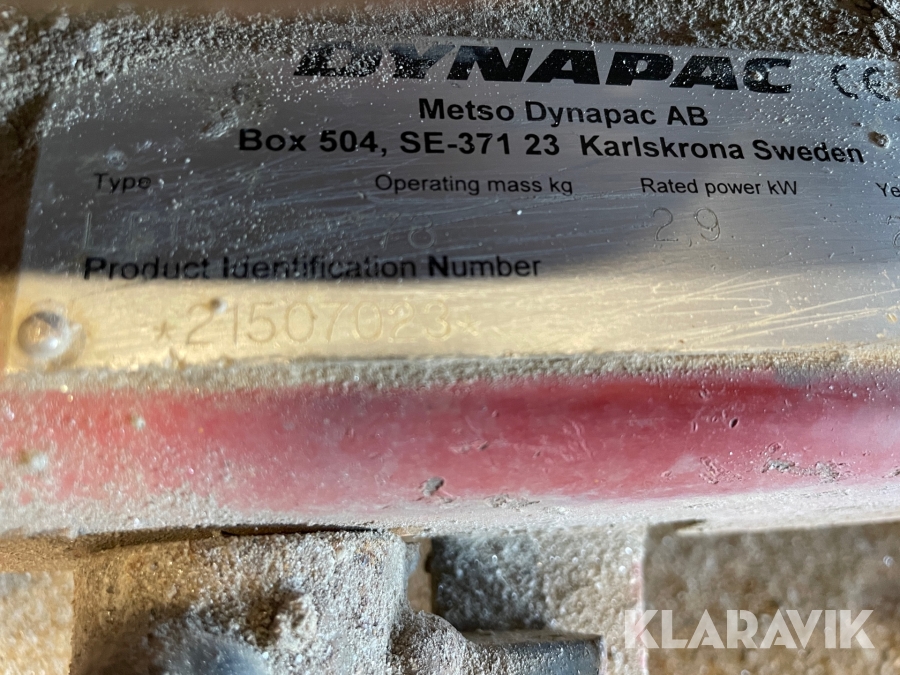 DYNAPAC CE
Metso Dynapac AB
Box 504, SE-371 23 Karlskrona Sweden
Type Operating mass kg Rated power kW
2,9
Product Identification Number
*21507023*
KLARAVIK